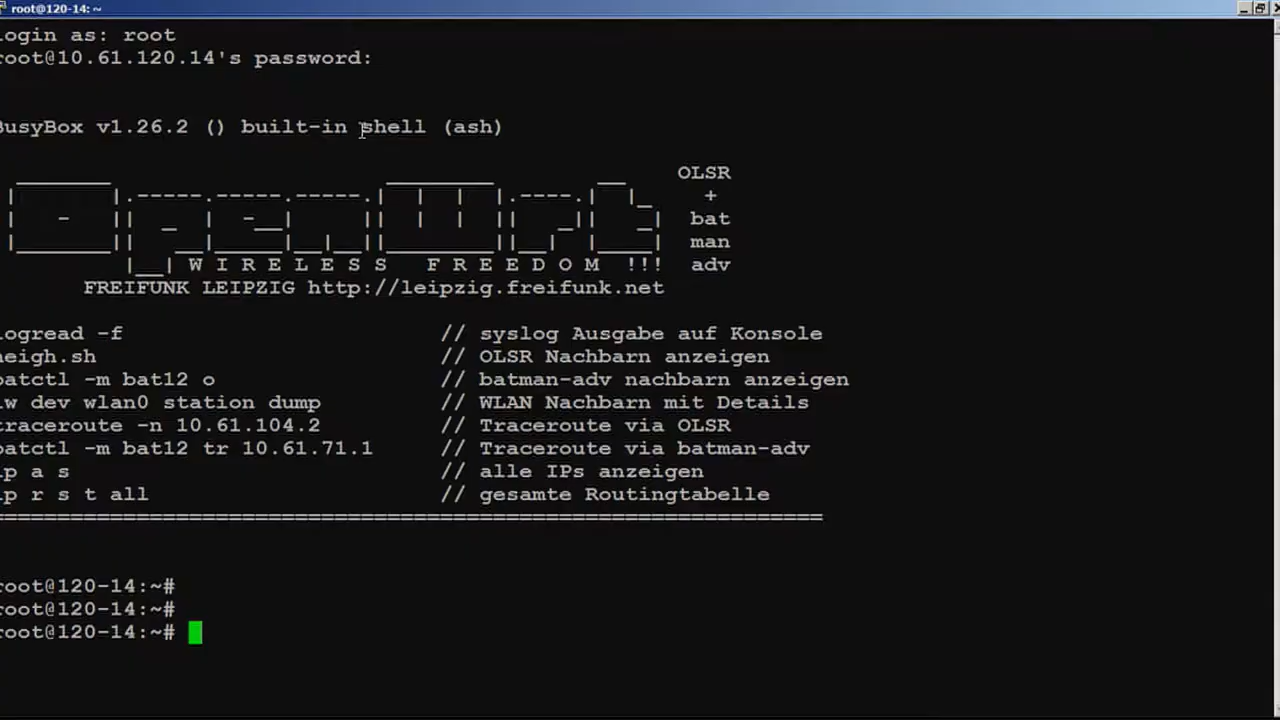 root@120-14: ~
login as: root
root@10.61.120.14's password:
BusyBox v1.26.2 () built-in shell (ash)
OLSR
+
OpenWrt
bat
man
W I R E L E S S F R E E D O M !!! adv
FREIFUNK LEIPZIG http://leipzig.freifunk.net
logread -f // syslog Ausgabe auf Konsole
neigh.sh // OLSR Nachbarn anzeigen
batctl -m bat12 o // batman-adv nachbarn anzeigen
iw dev wlan0 station dump // WLAN Nachbarn mit Details
traceroute -n 10.61.104.2 // Traceroute via OLSR
batctl -m bat12 tr 10.61.71.1 // Traceroute via batman-adv
ip a s // alle IPs anzeigen
ip r s t all // gesamte Routingtabelle
root@120-14:~#
root@120-14:~#
root@120-14:~#